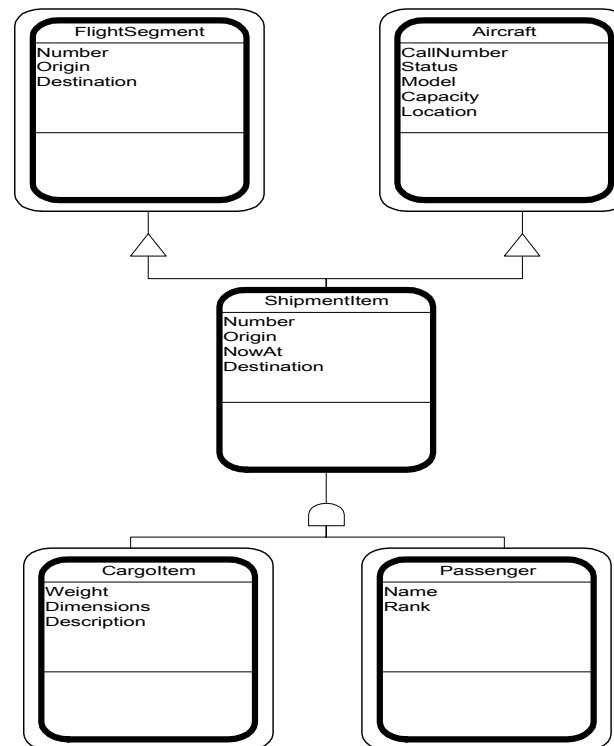 FlightSegment
Number
Origin
Destination
Aircraft
CallNumber
Status
Model
Capacity
Location
ShipmentItem
Number
Origin
NowAt
Destination
CargoItem
Weight
Dimensions
Description
Passenger
Name
Rank